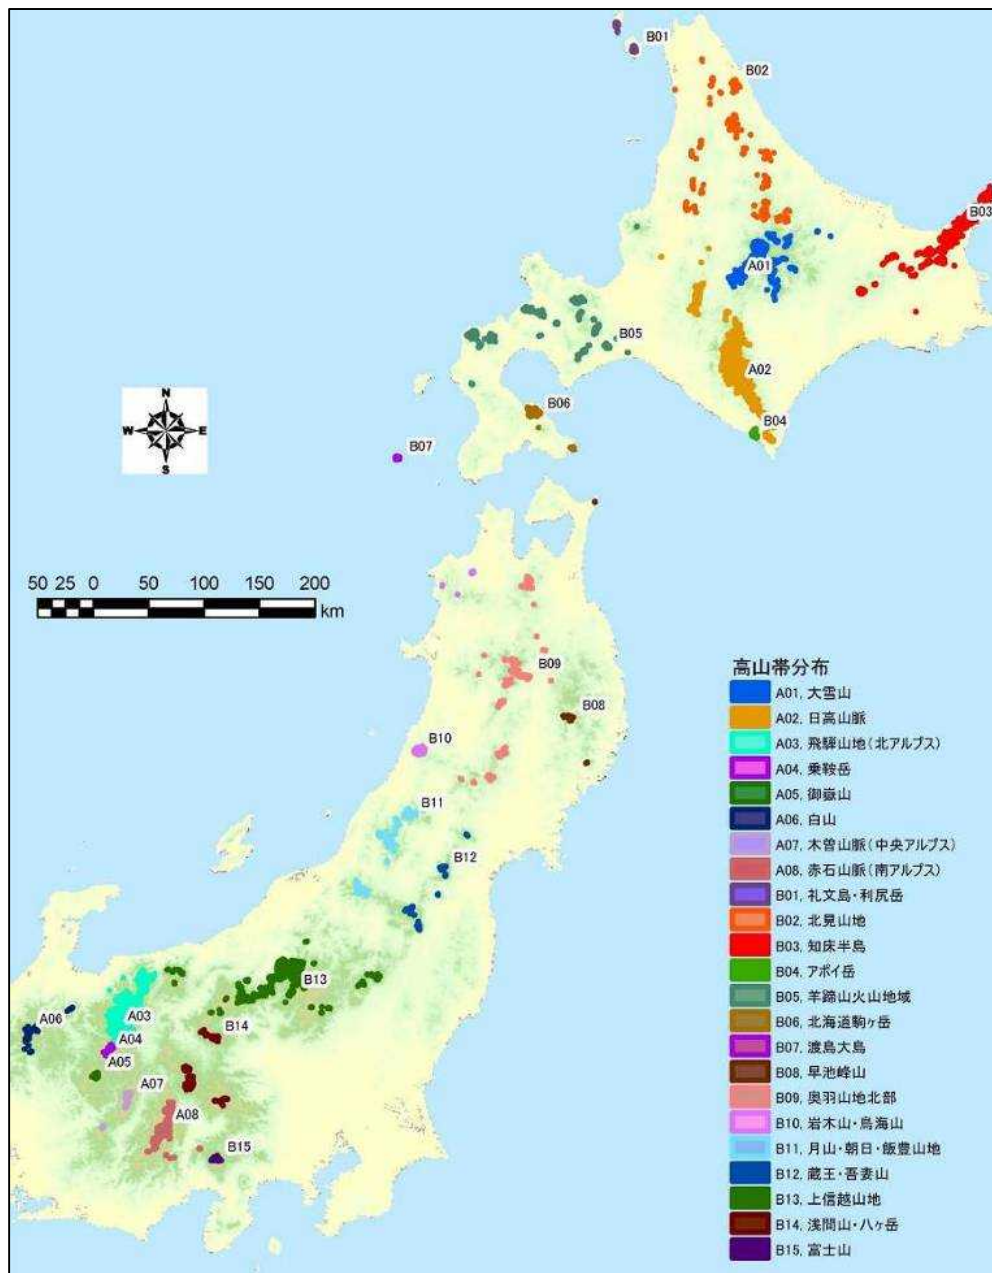 B01
B02
B03
A01
B05
A02
B06
B04
B07
N
W E
S
50 25 0 50 100 150 200
km
B09
B08
B10
B11
B12
B13
A03
A06
B14
A04
A05
A07
A08
B15
高山帯分布
A01, 大雪山
A02, 日高山脈
A03, 飛騨山地(北アルプス)
A04, 乗鞍岳
A05, 御嶽山
A06, 白山
A07, 木曽山脈(中央アルプス)
A08, 赤石山脈(南アルプス)
B01, 礼文島・利尻岳
B02, 北見山地
B03, 知床半島
B04, アポイ岳
B05, 羊蹄山火山地域
B06, 北海道駒ヶ岳
B07, 渡島大島
B08, 早池峰山
B09, 奥羽山地北部
B10, 岩木山・鳥海山
B11, 月山・朝日・飯豊山地
B12, 蔵王・吾妻山
B13, 上信越山地
B14, 浅間山・八ヶ岳
B15, 富士山